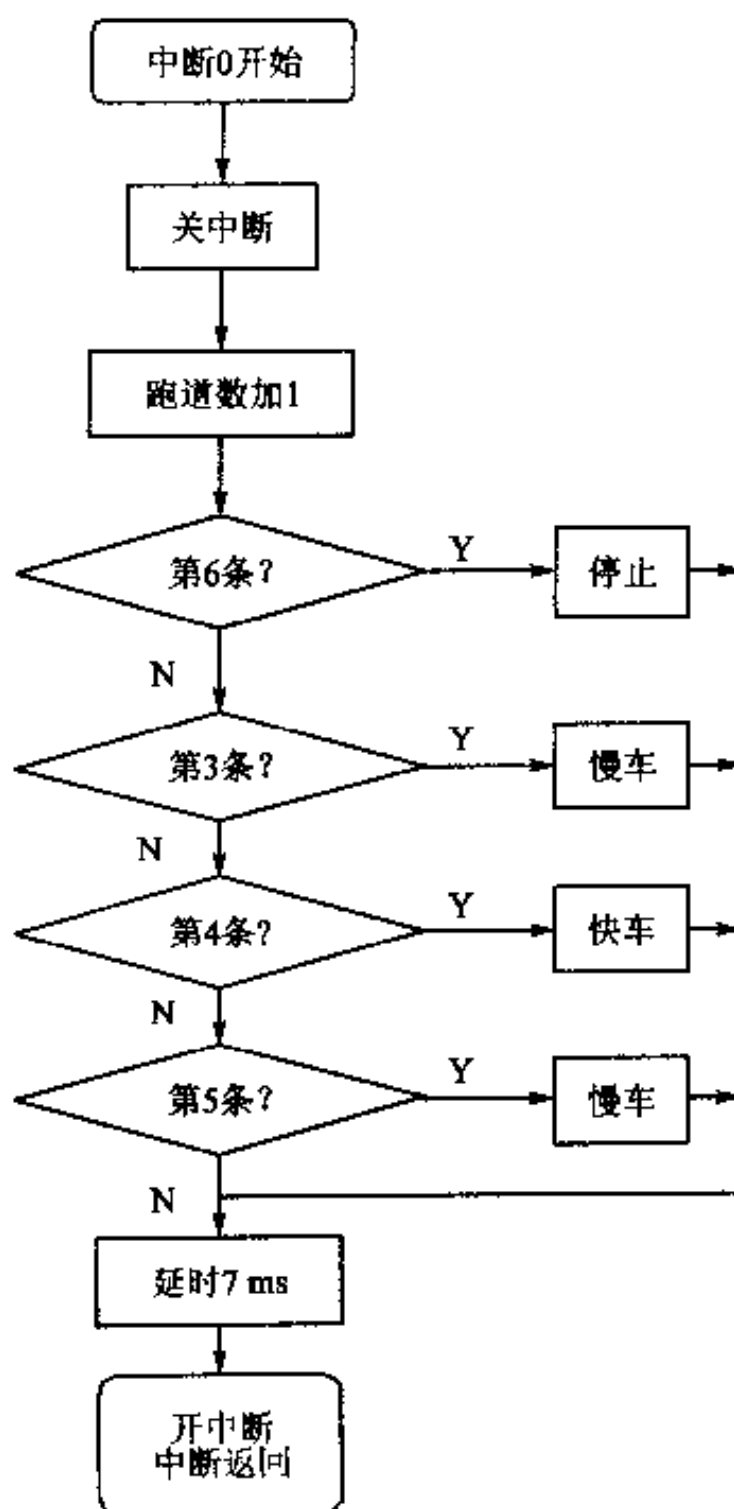 中断0开始
关中断
跑道数加1
第6条?
Y
停止
N
第3条?
Y
慢车
N
第4条?
Y
快车
N
第5条?
Y
慢车
N
延时7 ms
开中断
中断返回